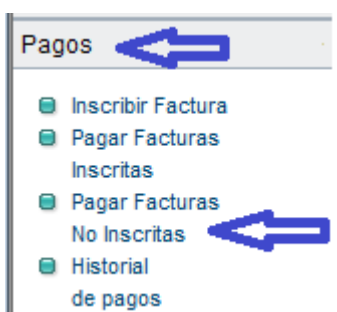 Pagos
Inscribir Factura
Pagar Facturas
Inscritas
Pagar Facturas
No Inscritas
Historial
de pagos